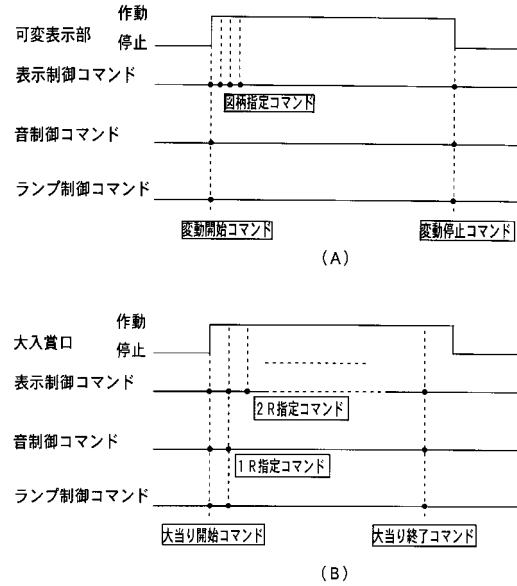 作動
可変表示部
停止
表示制御コマンド
図柄指定コマンド
音制御コマンド
ランプ制御コマンド
変動開始コマンド
変動停止コマンド
(A)
作動
大入賞口
停止
表示制御コマンド
2R指定コマンド
音制御コマンド
1R指定コマンド
ランプ制御コマンド
大当り開始コマンド
大当り終了コマンド
(B)